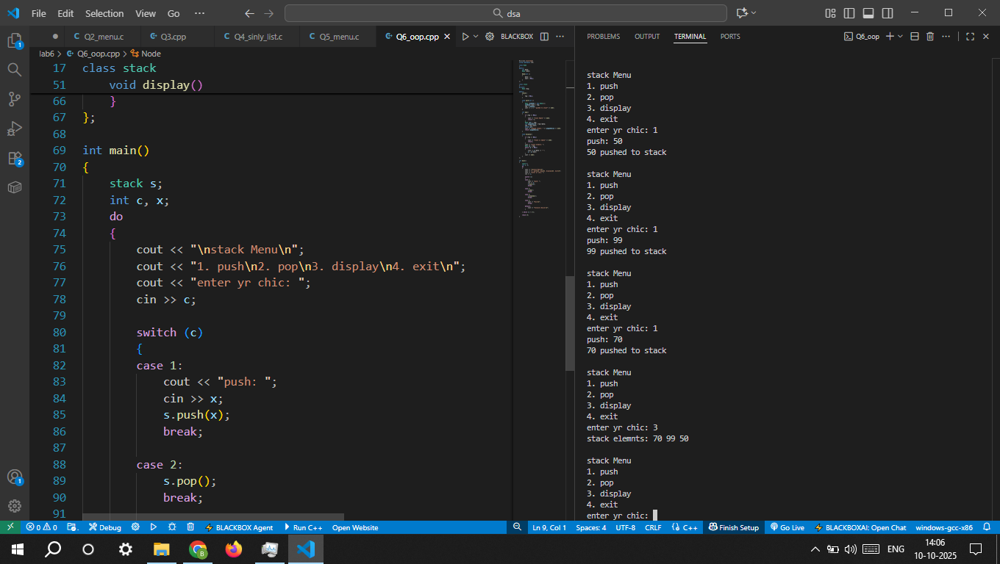 File Edit Selection View Go ··· dsa
Q2_menu.c Q3.cpp Q4_sinly_list.c Q5_menu.c Q6_oop.cpp BLACKBOX
lab6 > Q6_oop.cpp > Node
17 class stack
51 void display()
66 }
67 };
68
69 int main()
70 {
71 stack s;
72 int c, x;
73 do
74 {
75 cout << "\nstack Menu\n";
76 cout << "1. push\n2. pop\n3. display\n4. exit\n";
77 cout << "enter yr chic: ";
78 cin >> c;
79
80 switch (c)
81 {
82 case 1:
83 cout << "push: ";
84 cin >> x;
85 s.push(x);
86 break;
87
88 case 2:
89 s.pop();
90 break;
91
PROBLEMS OUTPUT TERMINAL PORTS Q6_oop
stack Menu
1. push
2. pop
3. display
4. exit
enter yr chic: 1
push: 50
50 pushed to stack
stack Menu
1. push
2. pop
3. display
4. exit
enter yr chic: 1
push: 99
99 pushed to stack
stack Menu
1. push
2. pop
3. display
4. exit
enter yr chic: 1
push: 70
70 pushed to stack
stack Menu
1. push
2. pop
3. display
4. exit
enter yr chic: 3
stack elemnts: 70 99 50
stack Menu
1. push
2. pop
3. display
4. exit
enter yr chic:
1
2
1
0 0 Debug BLACKBOX Agent Run C++ Open Website Ln 9, Col 1 Spaces: 4 UTF-8 CRLF {} C++ Finish Setup Go Live BLACKBOXAI: Open Chat windows-gcc-x86
B ENG 14:06
10-10-2025